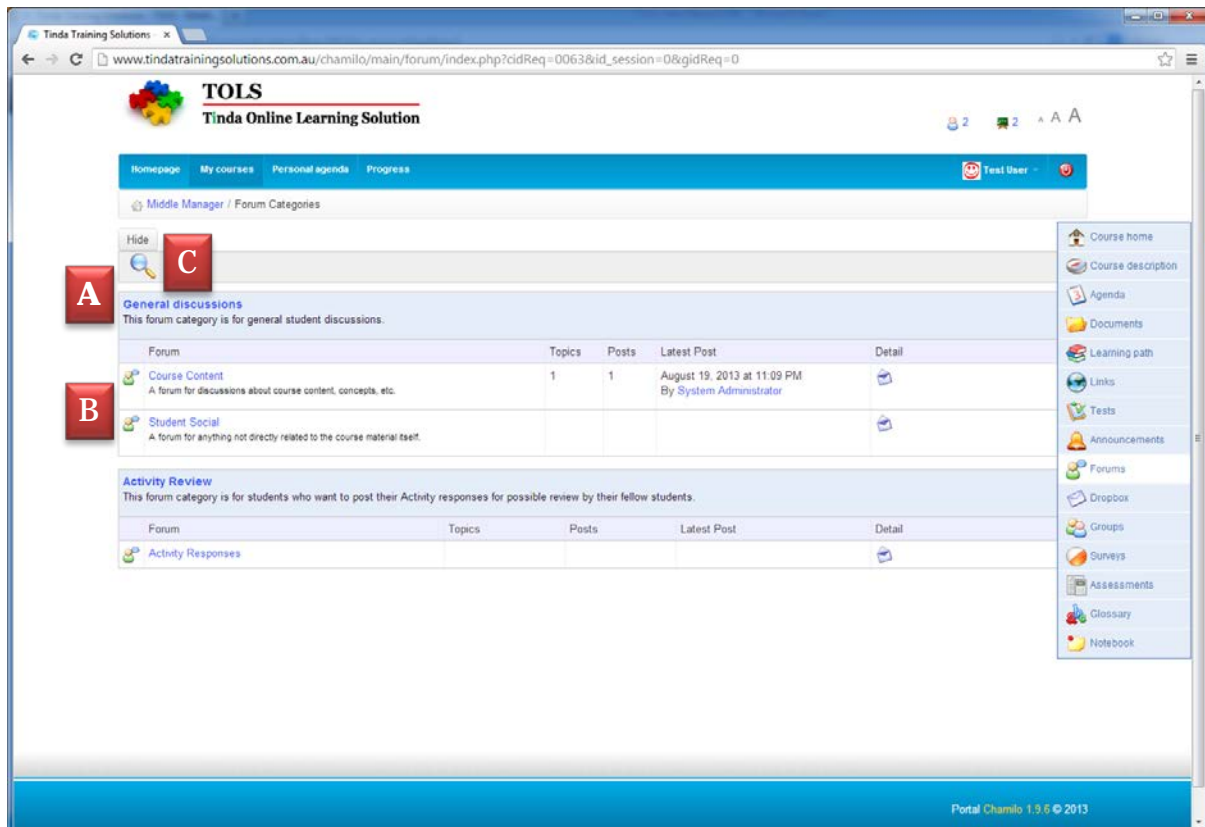 Tinda Training Solutions - ×
www.tindatrainingsolutions.com.au/chamilo/main/forum/index.php?cidReq=0063&id_session=0&gidReq=0
TOLS
Tinda Online Learning Solution
2 2 A A A
Homepage My courses Personal agenda Progress Test User
Middle Manager / Forum Categories
Hide
C
A
General discussions
This forum category is for general student discussions.
Forum Topics Posts Latest Post Detail
Course Content 1 1 August 19, 2013 at 11:09 PM
A forum for discussions about course content, concepts, etc. By System Administrator
B
Student Social
A forum for anything not directly related to the course material itself.
Activity Review
This forum category is for students who want to post their Activity responses for possible review by their fellow students.
Forum Topics Posts Latest Post Detail
Activity Responses
Course home
Course description
Agenda
Documents
Learning path
Links
Tests
Announcements
Forums
Dropbox
Groups
Surveys
Assessments
Glossary
Notebook
Portal Chamilo 1.9.6 © 2013